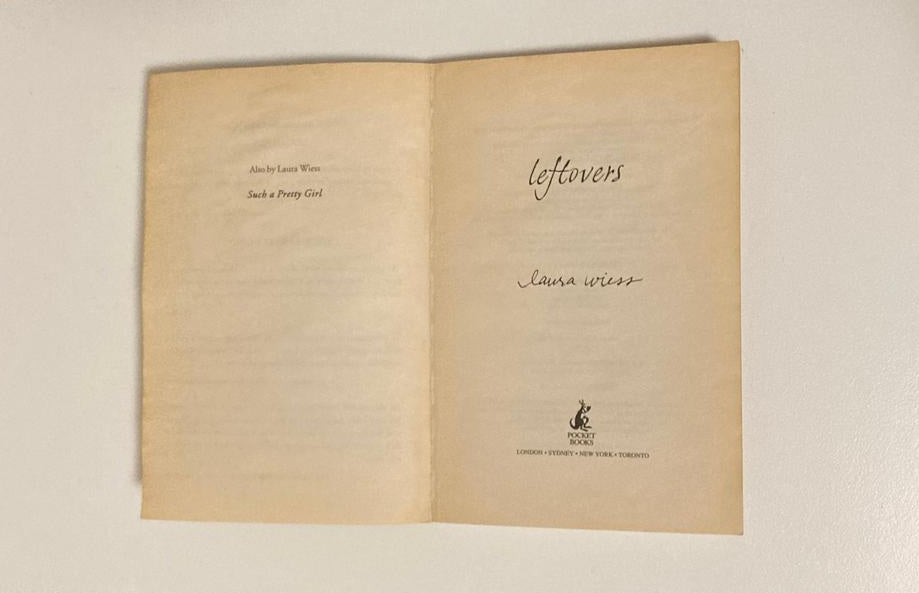 Also by Laura Wiess
Such a Pretty Girl
leftovers
laura wiess
POCKET
BOOKS
LONDON • SYDNEY • NEW YORK • TORONTO